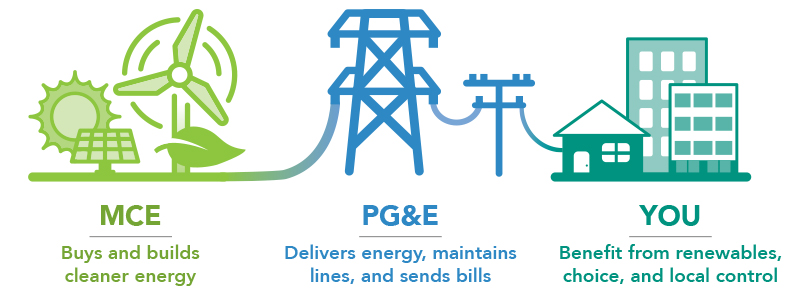 MCE
Buys and builds
cleaner energy
PG&E
Delivers energy, maintains
lines, and sends bills
YOU
Benefit from renewables,
choice, and local control